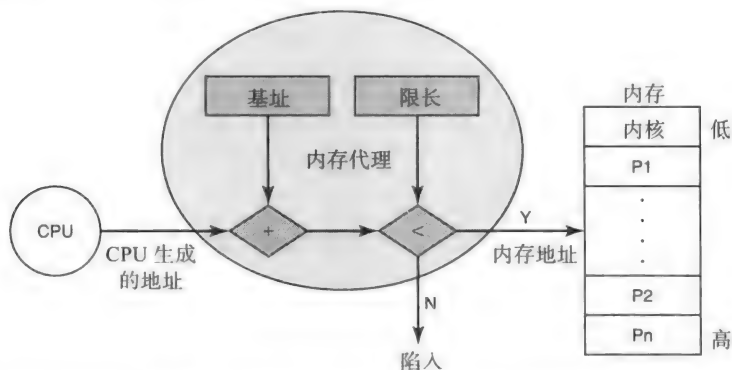 基址
限长
内存
内核
低
内存代理
P1
CPU
+
<
Y
CPU 生成
的地址
内存地址
N
P2
Pn
高
陷入